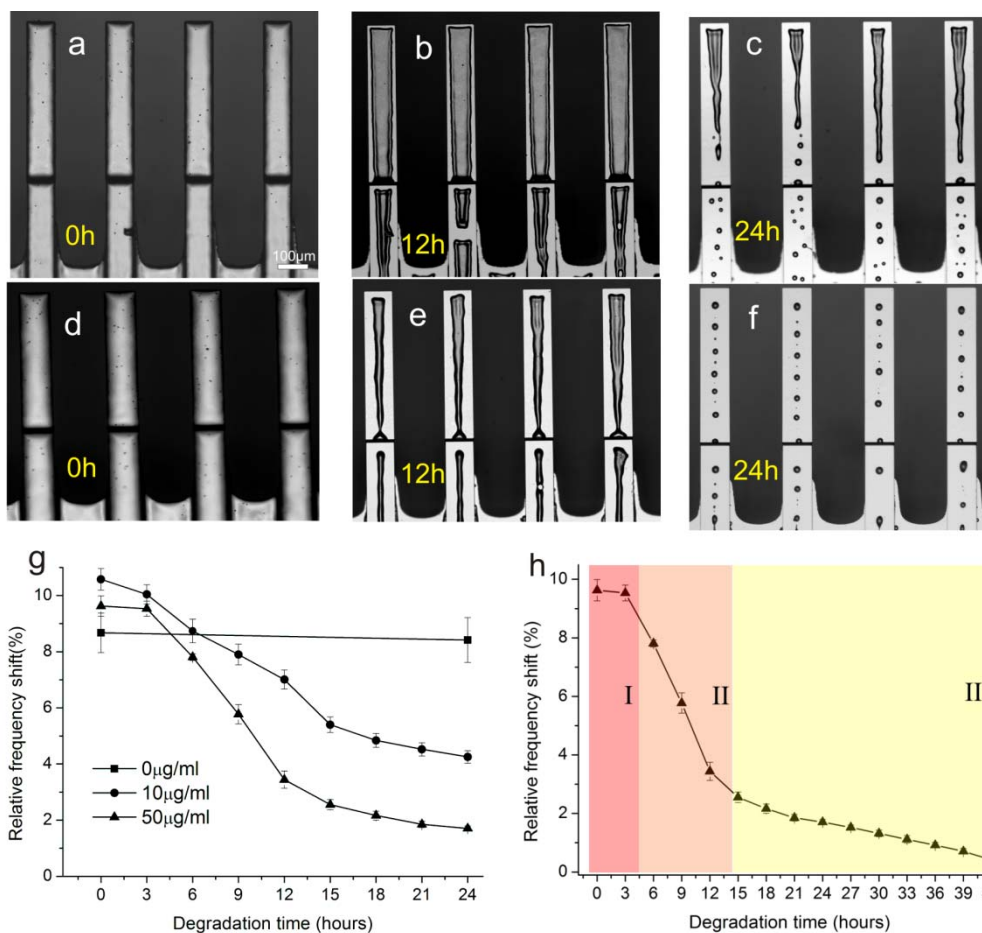 a
0h
100μm
b
12h
c
24h
d
0h
e
12h
f
24h
g
Relative frequency shift(%)
10
8
6
4
2
0
0μg/ml
10μg/ml
50μg/ml
0 3 6 9 12 15 18 21 24
Degradation time (hours)
h
Relative frequency shift (%)
10
8
6
4
2
0
I
II
II
0 3 6 9 12 15 18 21 24 27 30 33 36 39
Degradation time (hours)